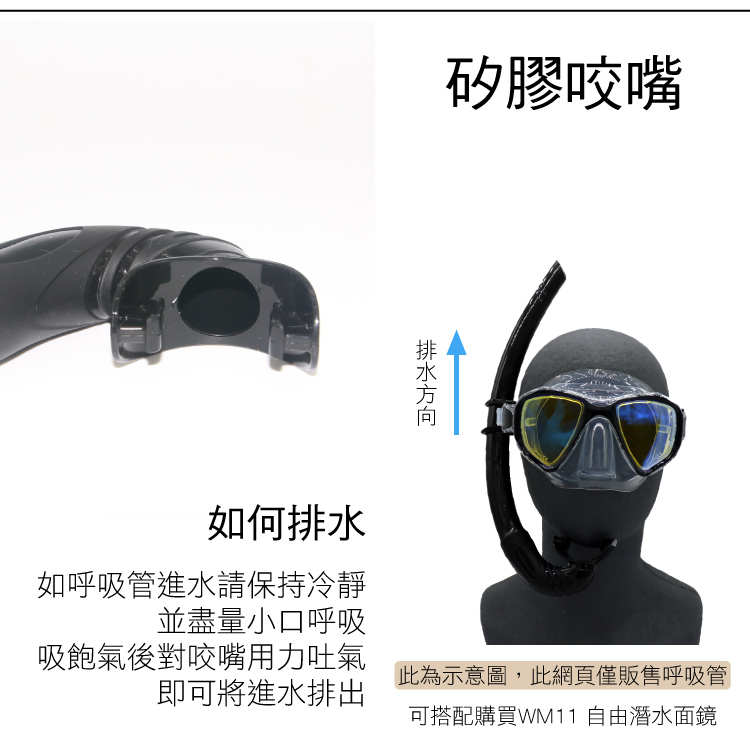 矽膠咬嘴
排水方向
如何排水
如呼吸管進水請保持冷靜
並盡量小口呼吸
吸飽氣後對咬嘴用力吐氣
即可將進水排出
此為示意圖，此網頁僅販售呼吸管
可搭配購買WM11 自由潛水面鏡